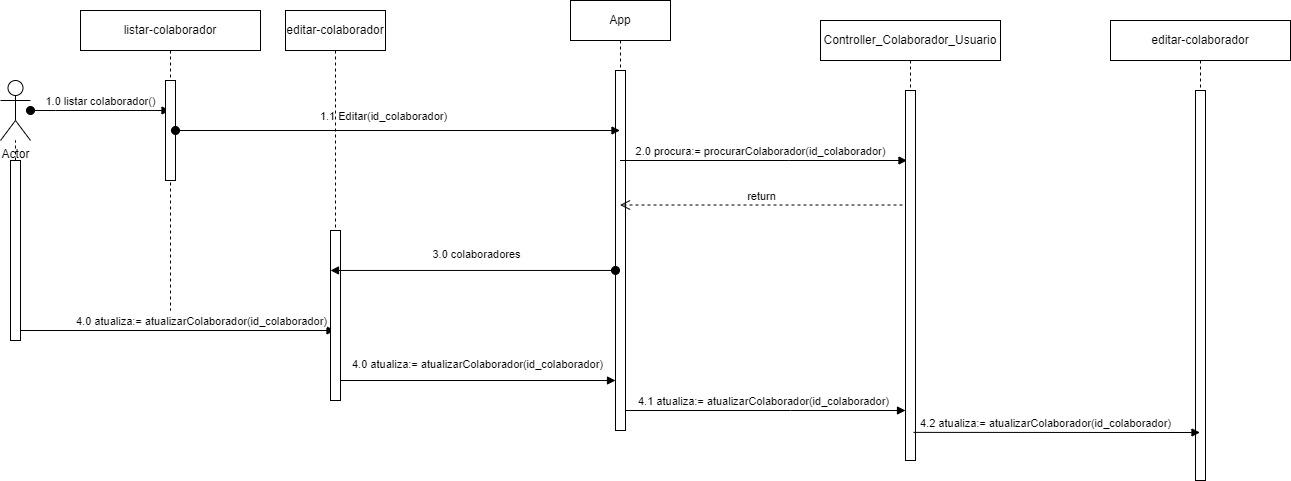 listar-colaborador
editar-colaborador
App
Controller_Colaborador_Usuario
editar-colaborador
1.0 listar colaborador()
1.1 Editar(id_colaborador)
Actor
2.0 procura:= procurarColaborador(id_colaborador)
return
3.0 colaboradores
4.0 atualiza:= atualizarColaborador(id_colaborador)
4.0 atualiza:= atualizarColaborador(id_colaborador)
4.1 atualiza:= atualizarColaborador(id_colaborador)
4.2 atualiza:= atualizarColaborador(id_colaborador)